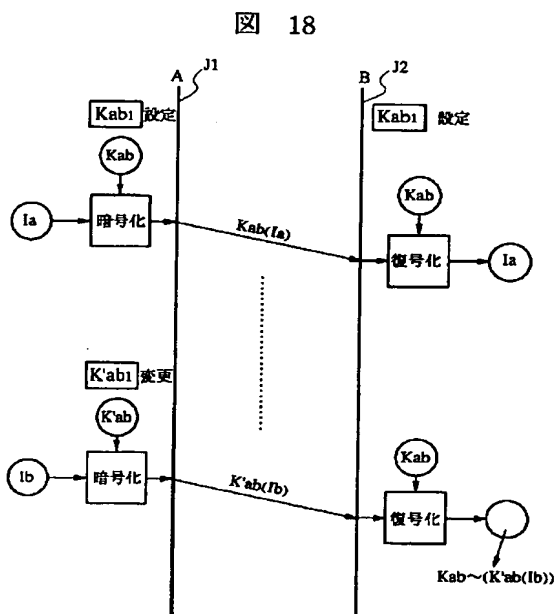 図 18
A
J1
B
J2
Kab1 設定
Kab1 設定
Kab
Kab
Ia
暗号化
Kab(Ia)
復号化
Ia
K'ab1 変更
K'ab
Kab
Ib
暗号化
K'ab(Ib)
復号化
Kab~(K'ab(Ib))